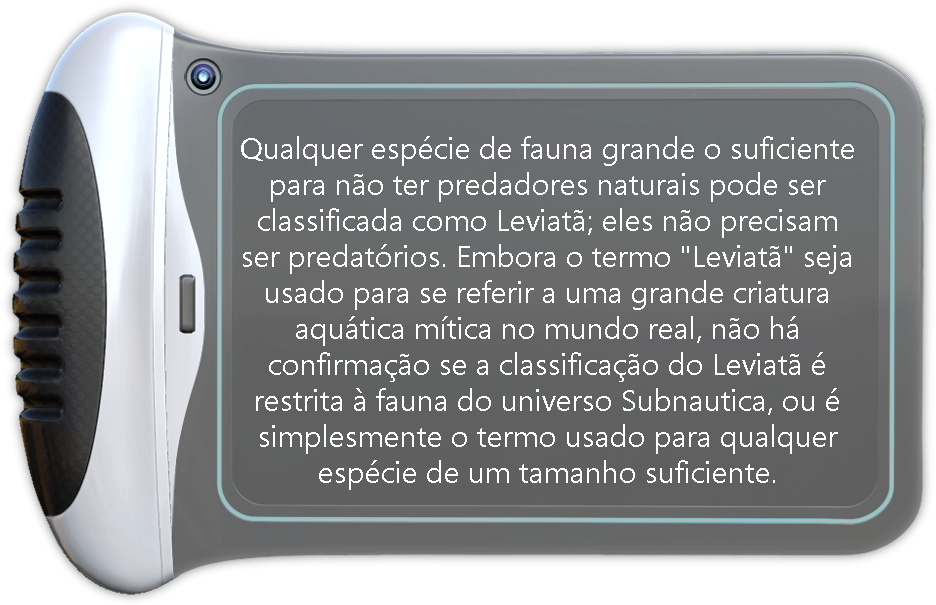 Qualquer espécie de fauna grande o suficiente
para não ter predadores naturais pode ser
classificada como Leviatã; eles não precisam
ser predatórios. Embora o termo "Leviatã" seja
usado para se referir a uma grande criatura
aquática mítica no mundo real, não há
confirmação se a classificação do Leviatã é
restrita à fauna do universo Subnautica, ou é
simplesmente o termo usado para qualquer
espécie de um tamanho suficiente.